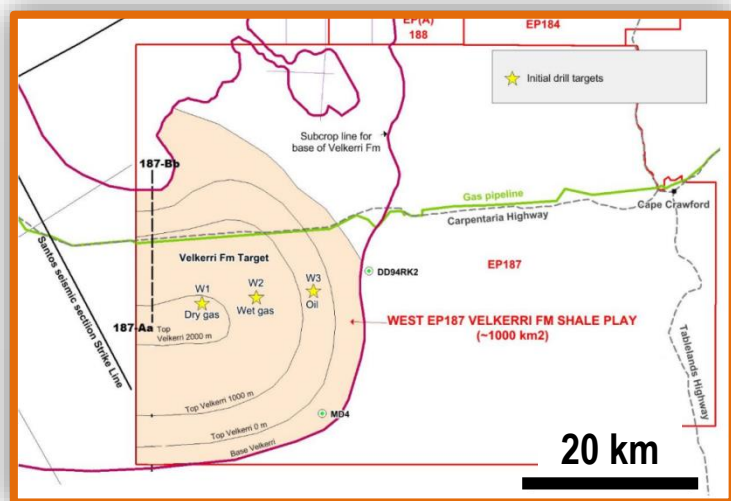 EP(A)
188
EP184
Initial drill targets
Subcrop line for
base of Velkerri Fm
187-Bb
Gas pipeline
Cape Crawford
Carpentaria Highway
Velkerri Fm Target
EP187
DD94RK2
W1
W2
W3
Dry gas
Wet gas
Oil
Santos seismic sectiion Strike Line
187-Aa
Top
Velkerri 2000 m
WEST EP187 VELKERRI FM SHALE PLAY
(~1000 km2)
Tablelands Highway
Top Velkerri 1000 m
MD4
Top Velkerri 0 m
Base Velkerri
20 km